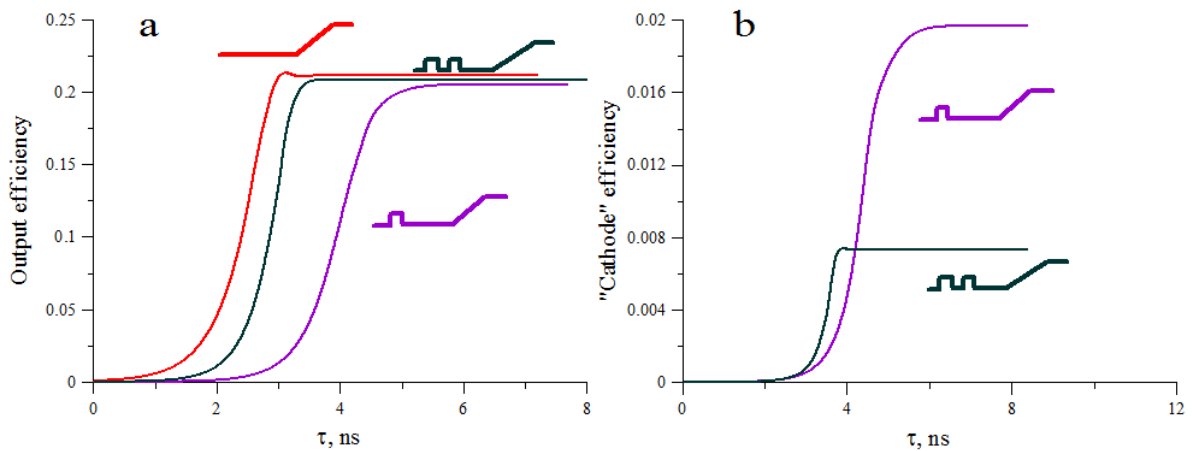 a
Output efficiency
0.25
0.2
0.15
0.1
0.05
0
0 2 4 6 8
τ, ns
b
"Cathode" efficiency
0.02
0.016
0.012
0.008
0.004
0
0 4 8 12
τ, ns